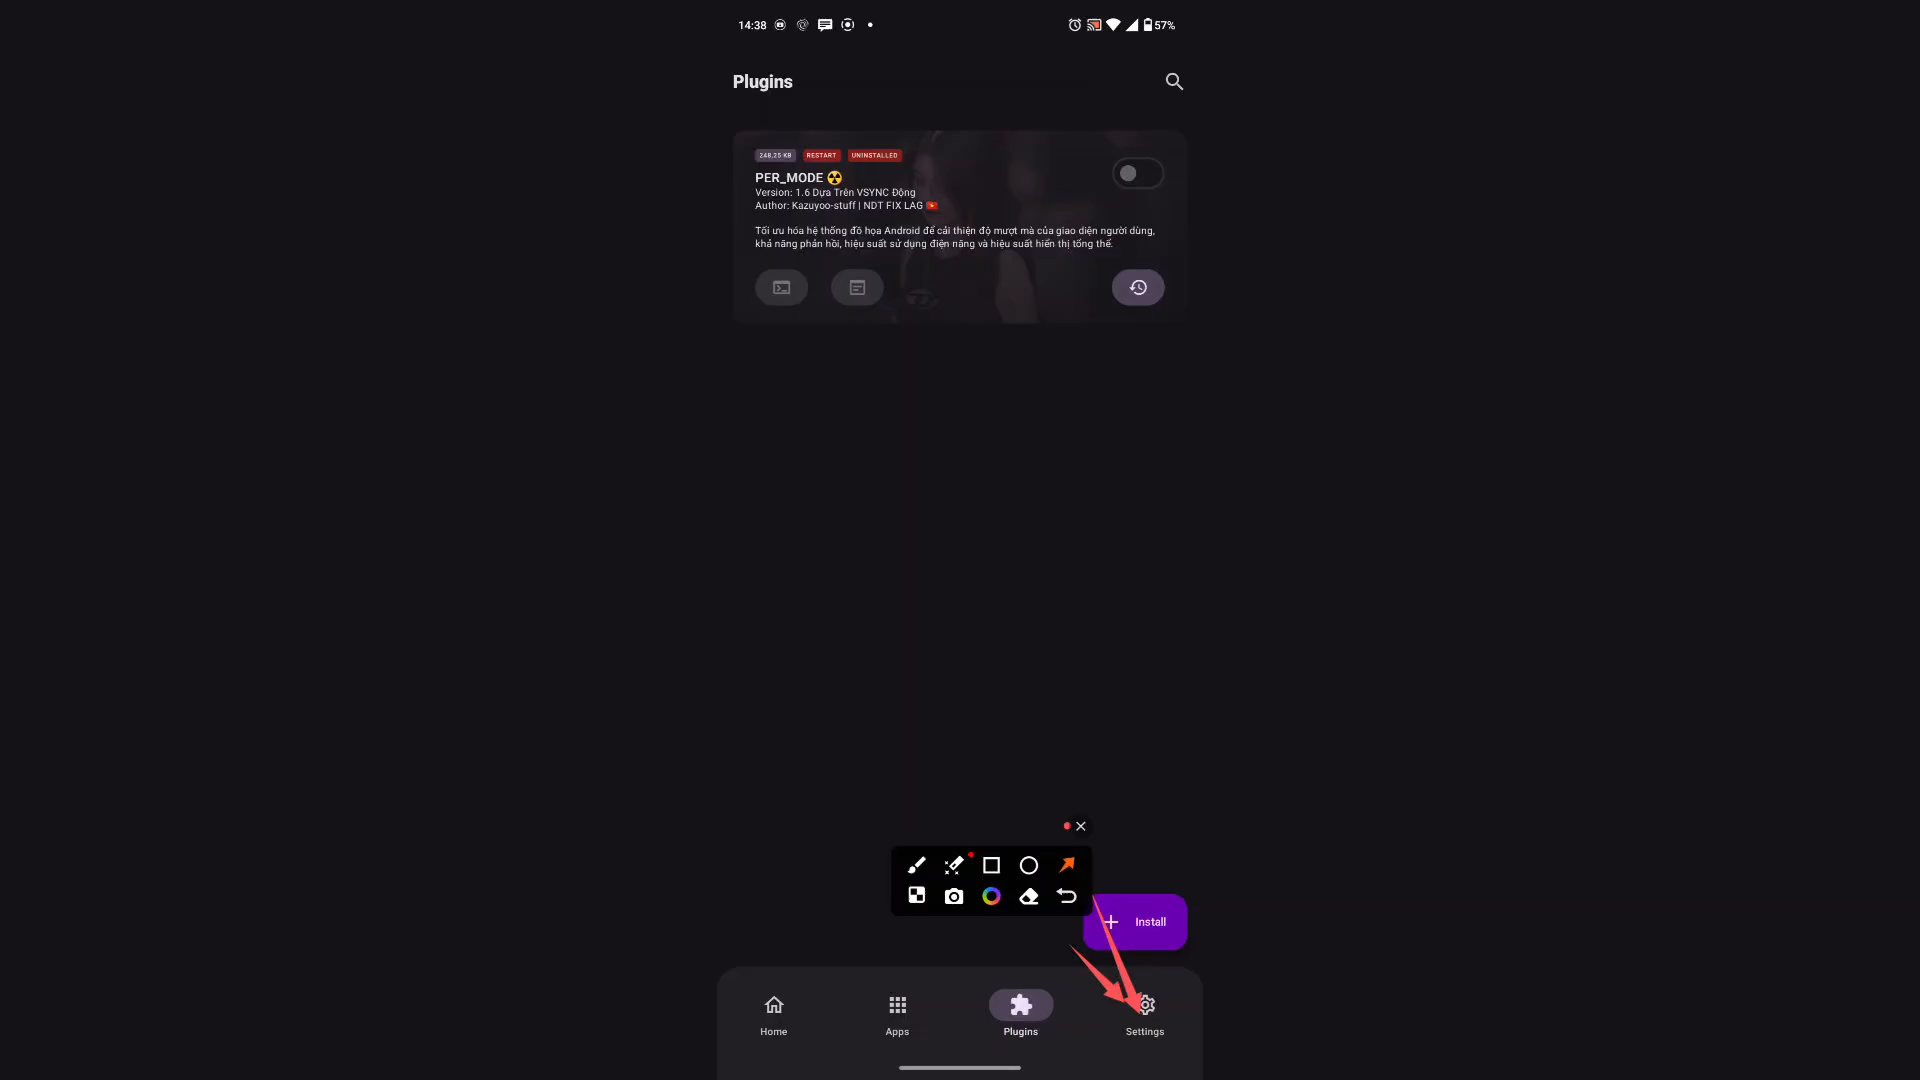 14:38
57%
Plugins
248,25 KB RESTART UNINSTALLED
PER_MODE ☢️
Version: 1.6 Dựa Trên VSYNC Động
Author: Kazuyoo-stuff | NDT FIX LAG 🇻🇳
Tối ưu hóa hệ thống đồ họa Android để cải thiện độ mượt mà của giao diện người dùng,
khả năng phản hồi, hiệu suất sử dụng điện năng và hiệu suất hiển thị tổng thể.
Install
Home
Apps
Plugins
Settings